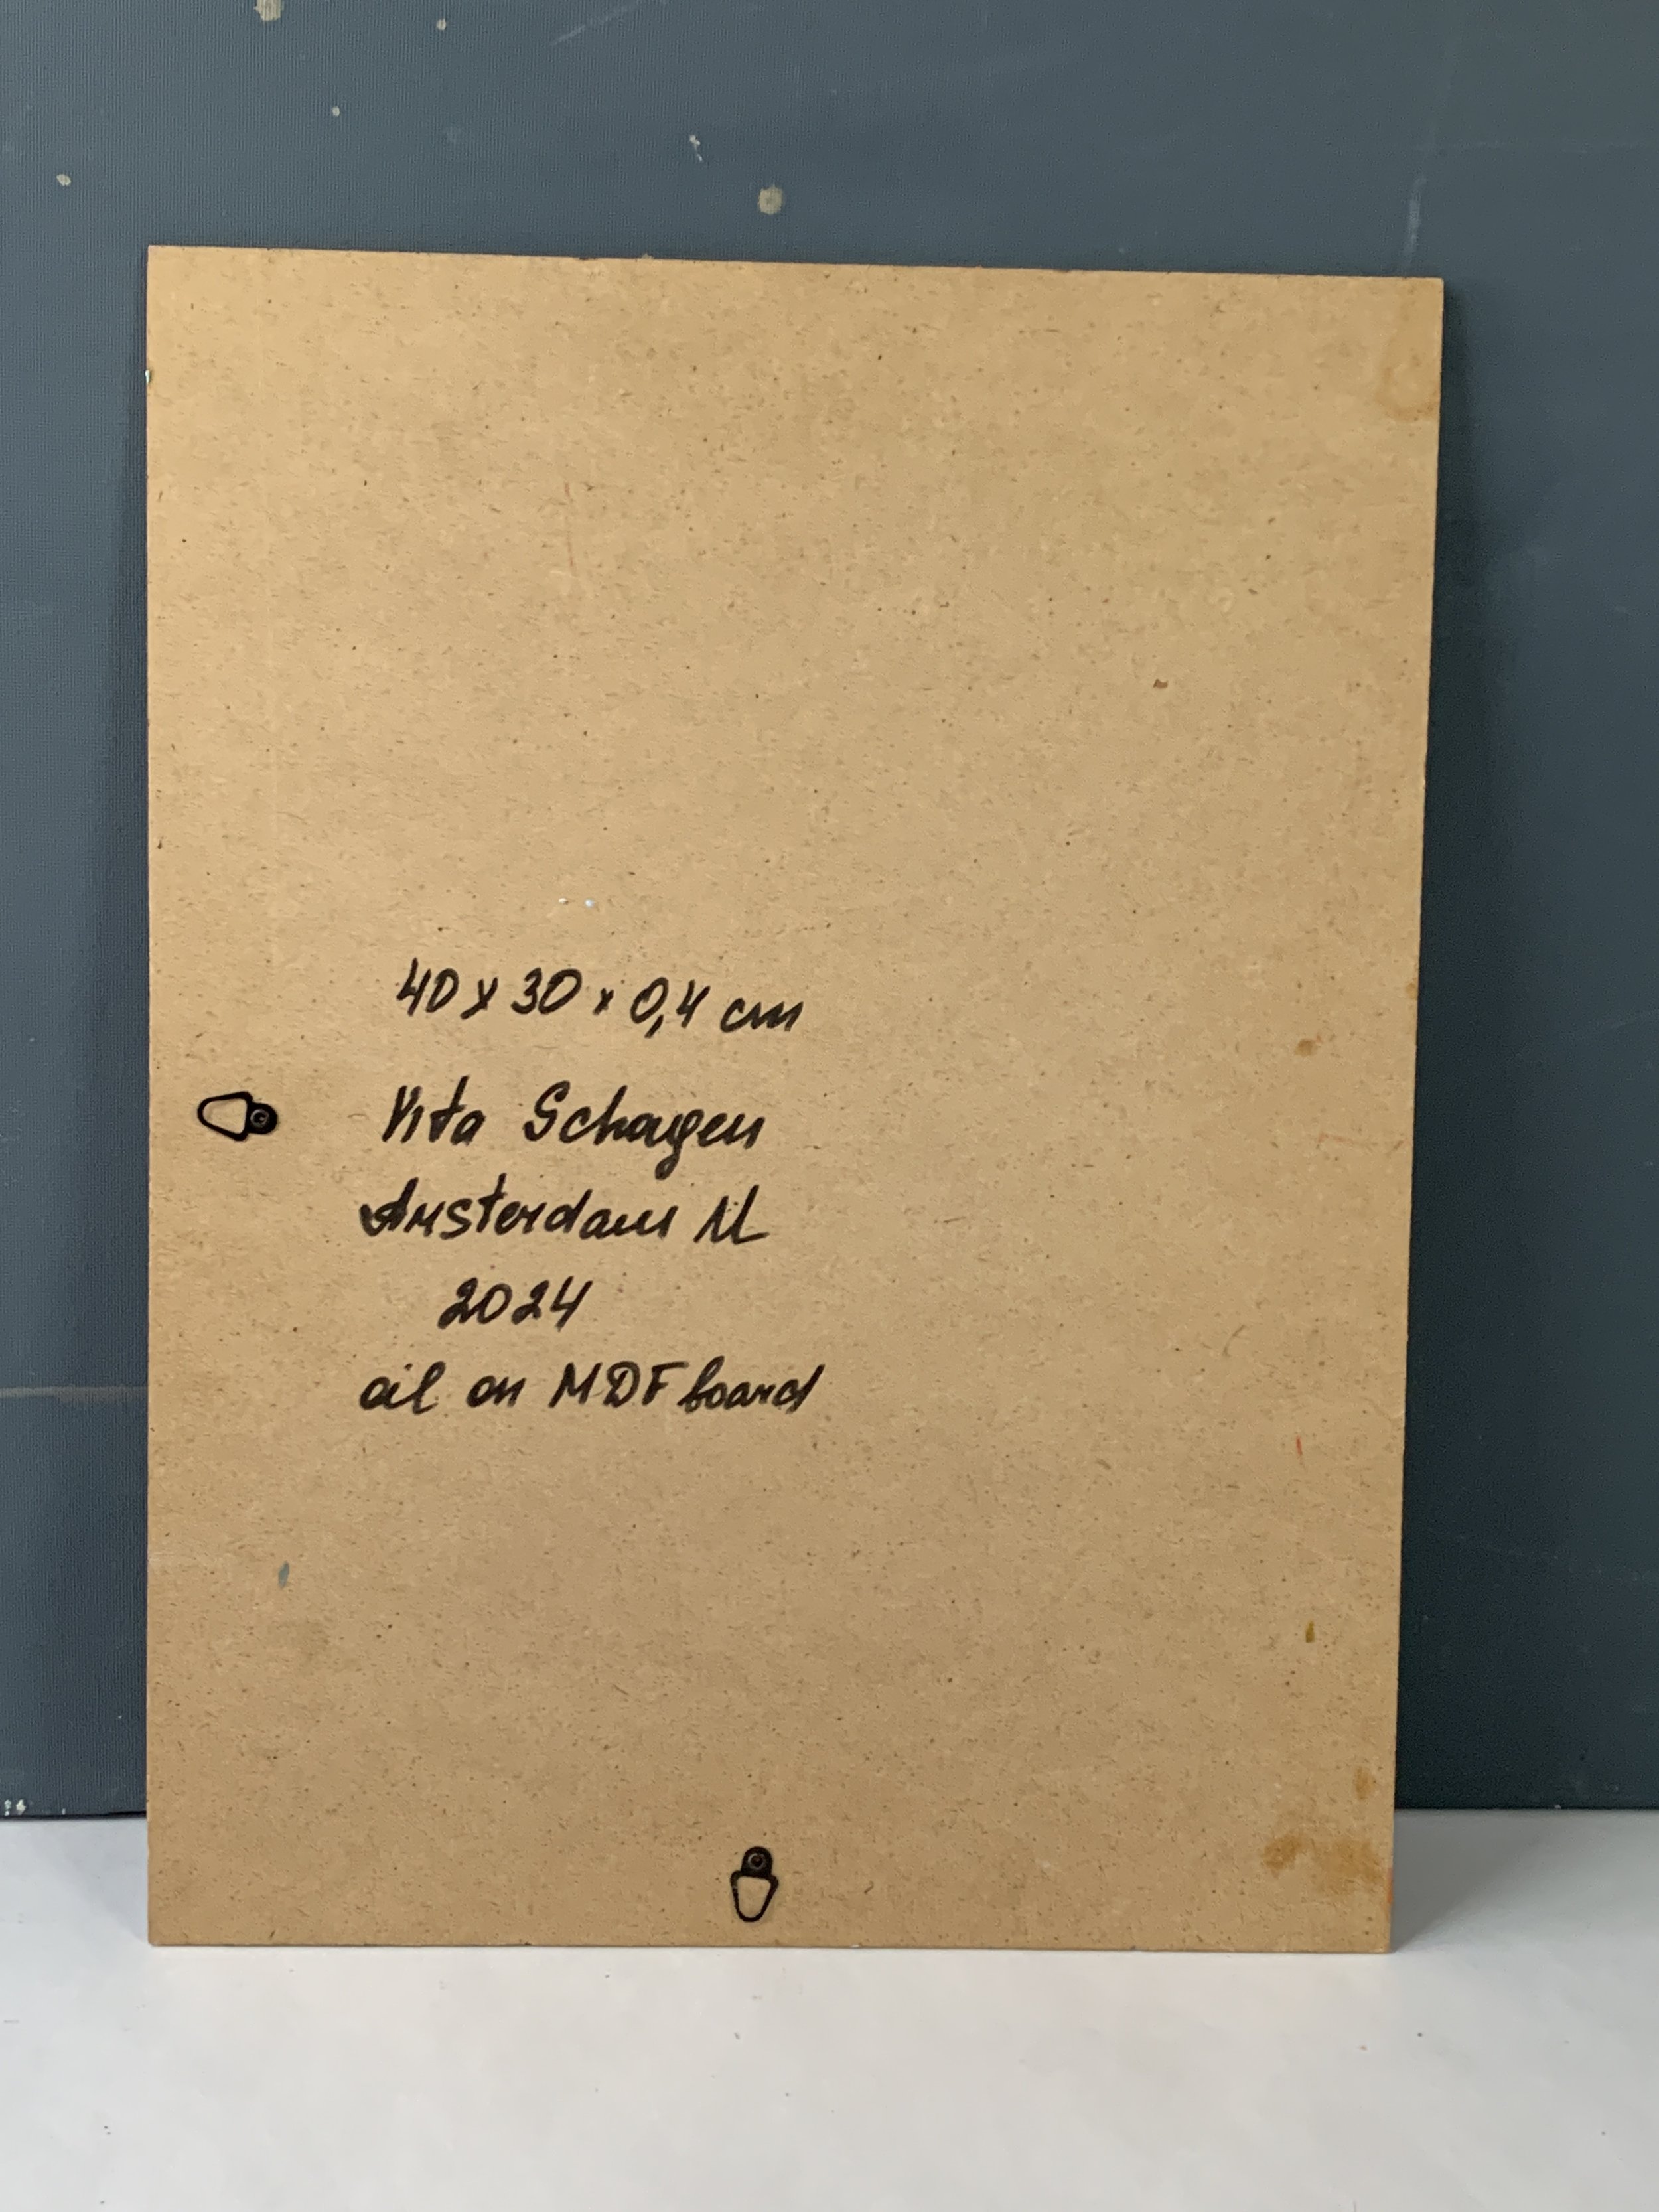 40 x 30 x 0,4 cm
Vita Schagen
Amsterdam NL
2024
oil on MDF board